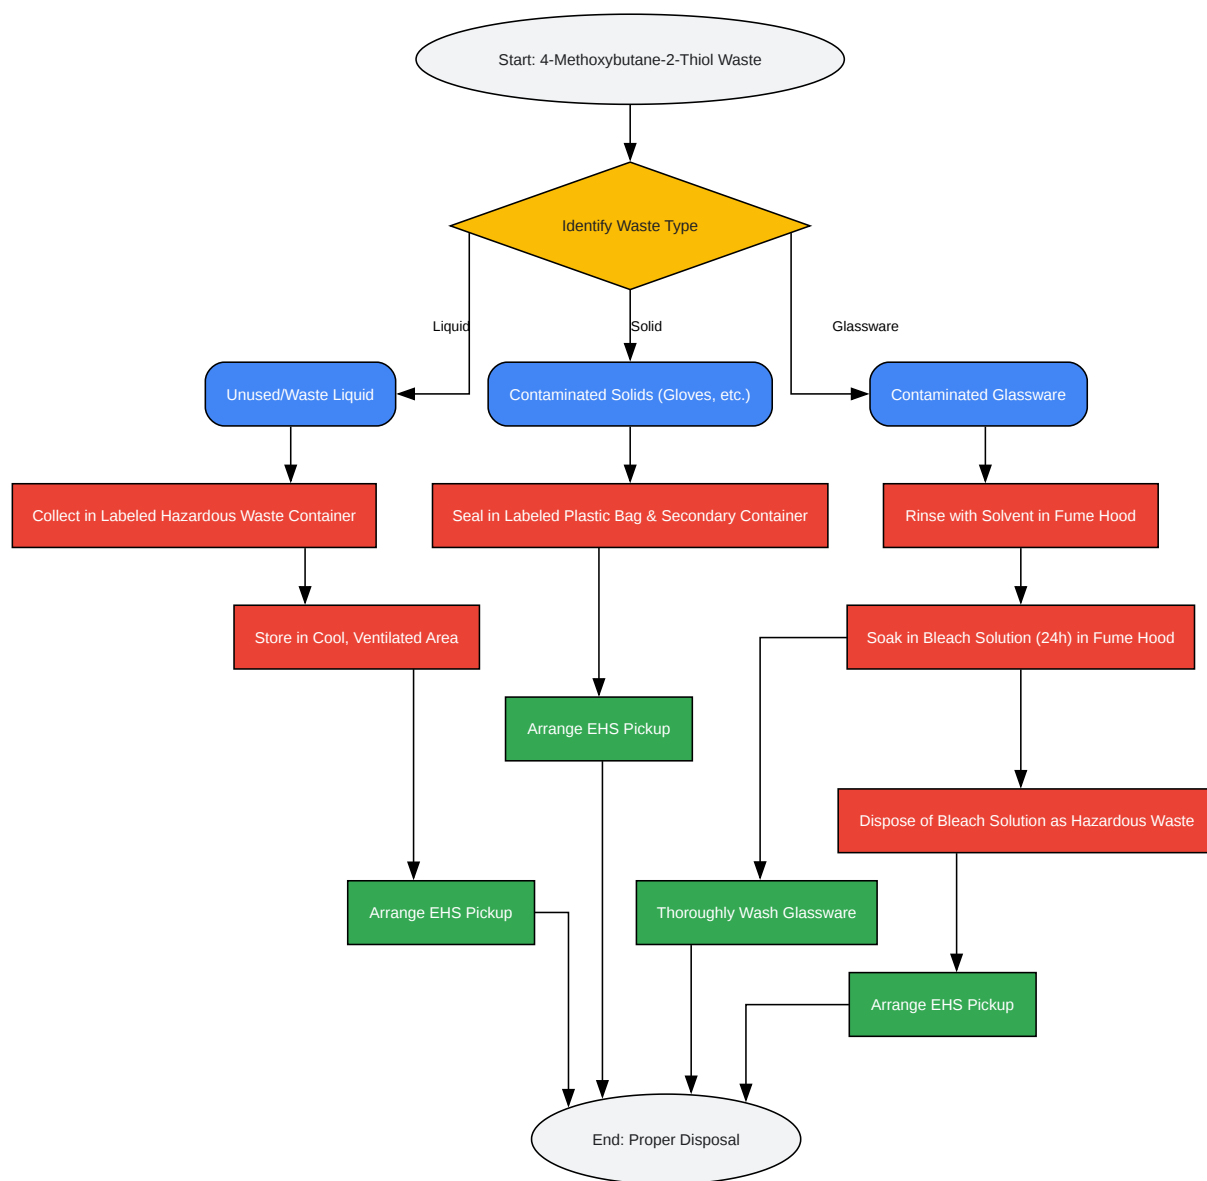 Start: 4-Methoxybutane-2-Thiol Waste
Identify Waste Type
Liquid
Solid
Glassware
Unused/Waste Liquid
Contaminated Solids (Gloves, etc.)
Contaminated Glassware
Collect in Labeled Hazardous Waste Container
Seal in Labeled Plastic Bag & Secondary Container
Rinse with Solvent in Fume Hood
Store in Cool, Ventilated Area
Soak in Bleach Solution (24h) in Fume Hood
Arrange EHS Pickup
Dispose of Bleach Solution as Hazardous Waste
Arrange EHS Pickup
Thoroughly Wash Glassware
Arrange EHS Pickup
End: Proper Disposal